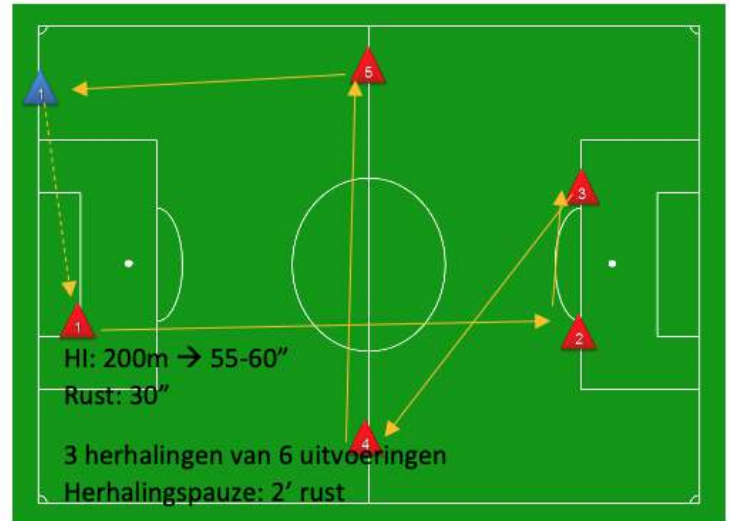 5
1
3
1
2
HI: 200m → 55-60”
Rust: 30”
4
3 herhalingen van 6 uitvoeringen
Herhalingspauze: 2’ rust